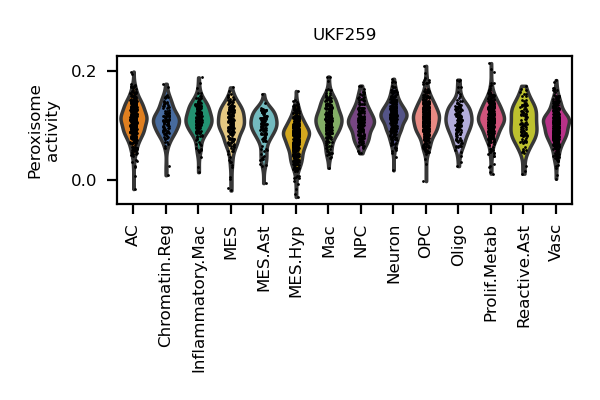 UKF259
Peroxisome
activity
0.2
0.0
AC
Chromatin.Reg
Inflammatory.Mac
MES
MES.Ast
MES.Hyp
Mac
NPC
Neuron
OPC
Oligo
Prolif.Metab
Reactive.Ast
Vasc